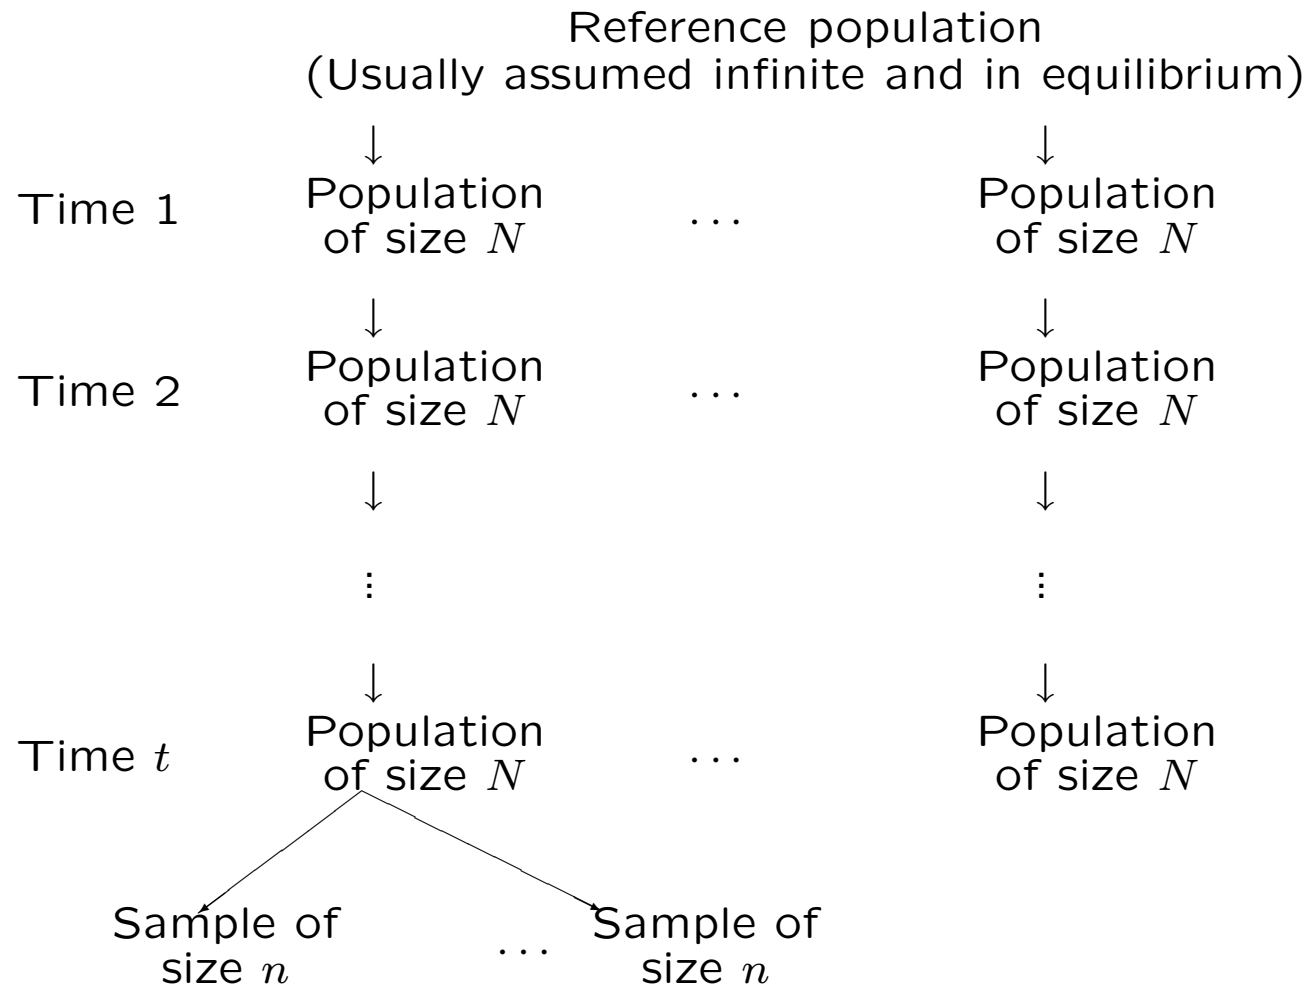 Reference population
(Usually assumed infinite and in equilibrium)
↓ ↓
Time 1 Population of size N ... Population of size N
↓ ↓
Time 2 Population of size N ... Population of size N
↓ ↓
⋮ ⋮
↓ ↓
Time t Population of size N ... Population of size N
Sample of size n ... Sample of size n